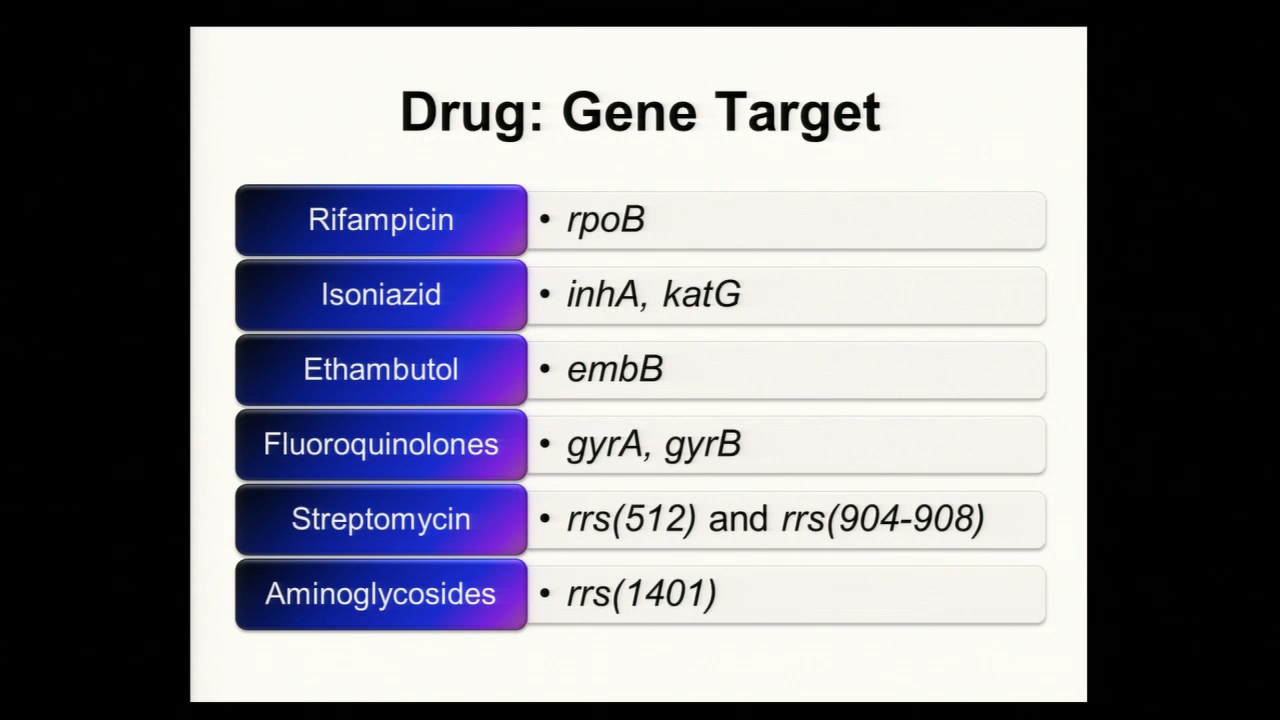 Drug: Gene Target
Rifampicin
• rpoB
Isoniazid
• inhA, katG
Ethambutol
• embB
Fluoroquinolones
• gyrA, gyrB
Streptomycin
• rrs(512) and rrs(904-908)
Aminoglycosides
• rrs(1401)